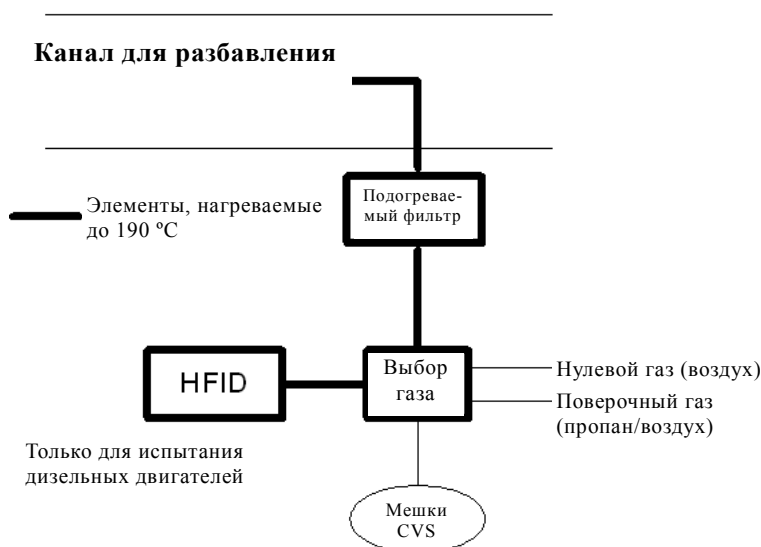 Канал для разбавления
Подогревае-
мый фильтр
Элементы, нагреваемые
до 190 ºC
HFID
Выбор
газа
Нулевой газ (воздух)
Поверочный газ
(пропан/воздух)
Только для испытания
дизельных двигателей
Мешки
CVS